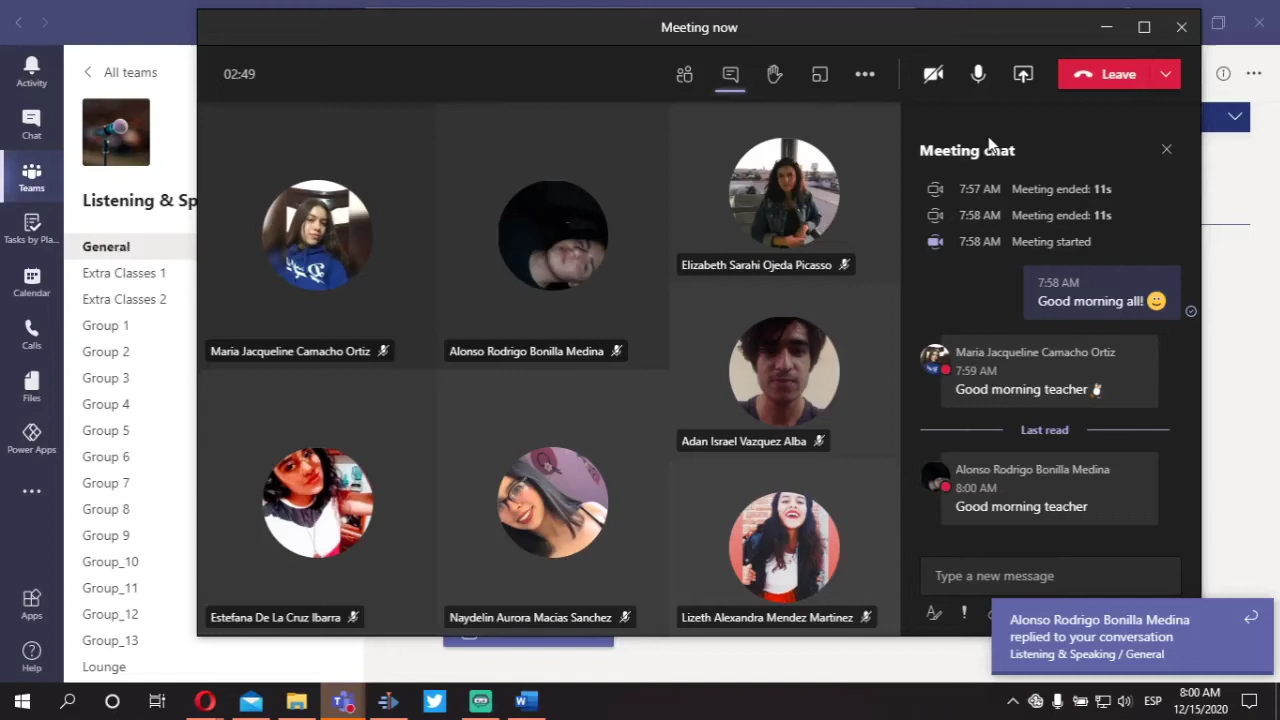 Meeting now
02:49
Leave
Activity
Chat
Teams
Tasks by Pla...
Calendar
Calls
Files
Power Apps
Apps
Help
All teams
Listening & Sp
General
Extra Classes 1
Extra Classes 2
Group 1
Group 2
Group 3
Group 4
Group 5
Group 6
Group 7
Group 8
Group 9
Group_10
Group_11
Group_12
Group_13
Lounge
Maria Jacqueline Camacho Ortiz
Alonso Rodrigo Bonilla Medina
Elizabeth Sarahi Ojeda Picasso
Adan Israel Vazquez Alba
Estefana De La Cruz Ibarra
Naydelin Aurora Macias Sanchez
Lizeth Alexandra Mendez Martinez
Meeting chat
7:57 AM Meeting ended: 11s
7:58 AM Meeting ended: 11s
7:58 AM Meeting started
7:58 AM
Good morning all! 😊
Maria Jacqueline Camacho Ortiz
7:59 AM
Good morning teacher 🐧
Last read
Alonso Rodrigo Bonilla Medina
8:00 AM
Good morning teacher
Type a new message
Alonso Rodrigo Bonilla Medina
replied to your conversation
Listening & Speaking / General
ESP
8:00 AM
12/15/2020